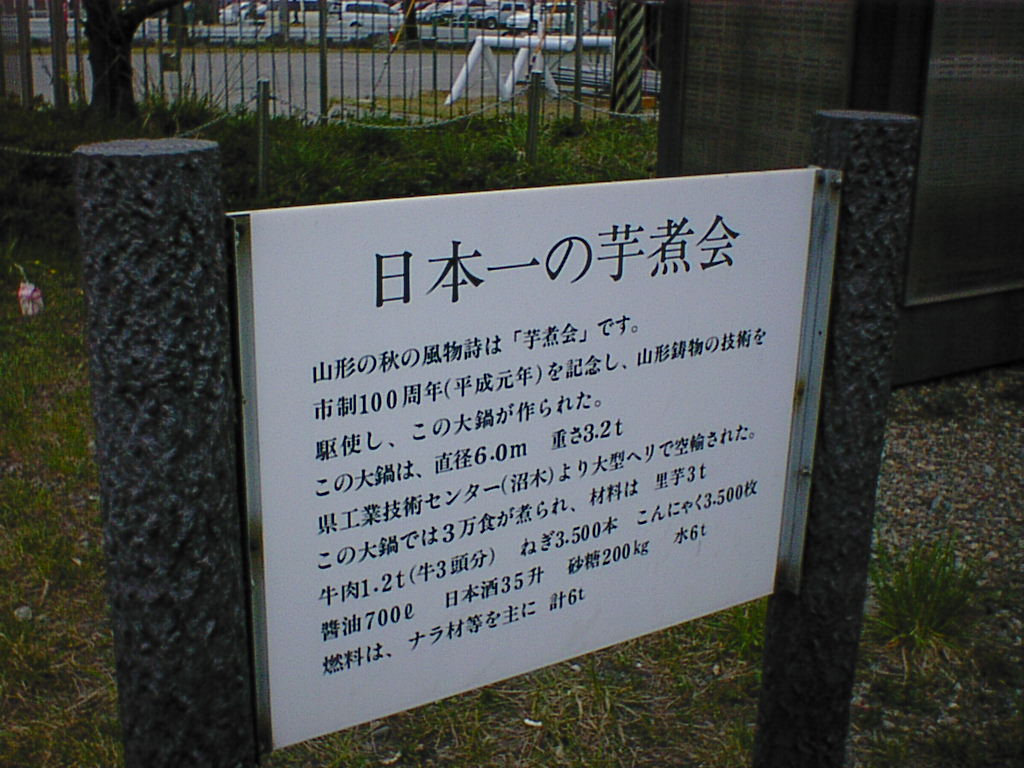 日本一の芋煮会
山形の秋の風物詩は「芋煮会」です。
市制100周年(平成元年)を記念し、山形鋳物の技術を
駆使し、この大鍋が作られた。
この大鍋は、直径6.0m 重さ3.2t
県工業技術センター(沼木)より大型ヘリで空輸された。
この大鍋では3万食が煮られ、材料は 里芋3t
牛肉1.2t(牛3頭分) ねぎ3.500本 こんにゃく3.500枚
醬油700ℓ 日本酒35升 砂糖200kg 水6t
燃料は、ナラ材等を主に 計6t